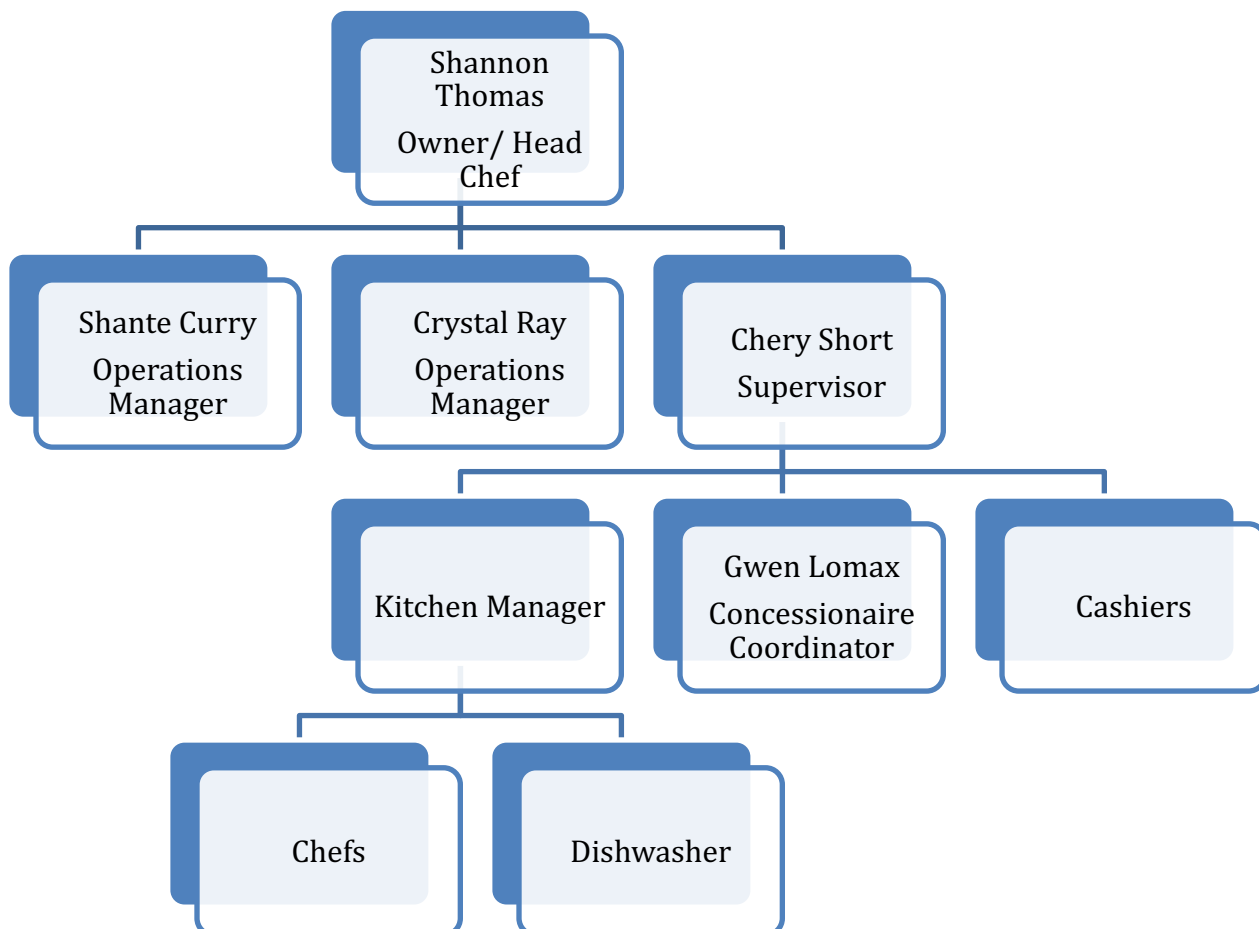 Shannon
Thomas
Owner/ Head
Chef
Shante Curry
Operations
Manager
Crystal Ray
Operations
Manager
Chery Short
Supervisor
Kitchen Manager
Gwen Lomax
Concessionaire
Coordinator
Cashiers
Chefs
Dishwasher